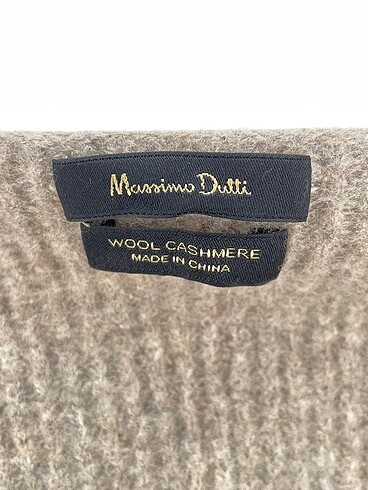 Massimo Dutti
WOOL CASHMERE
MADE IN CHINA